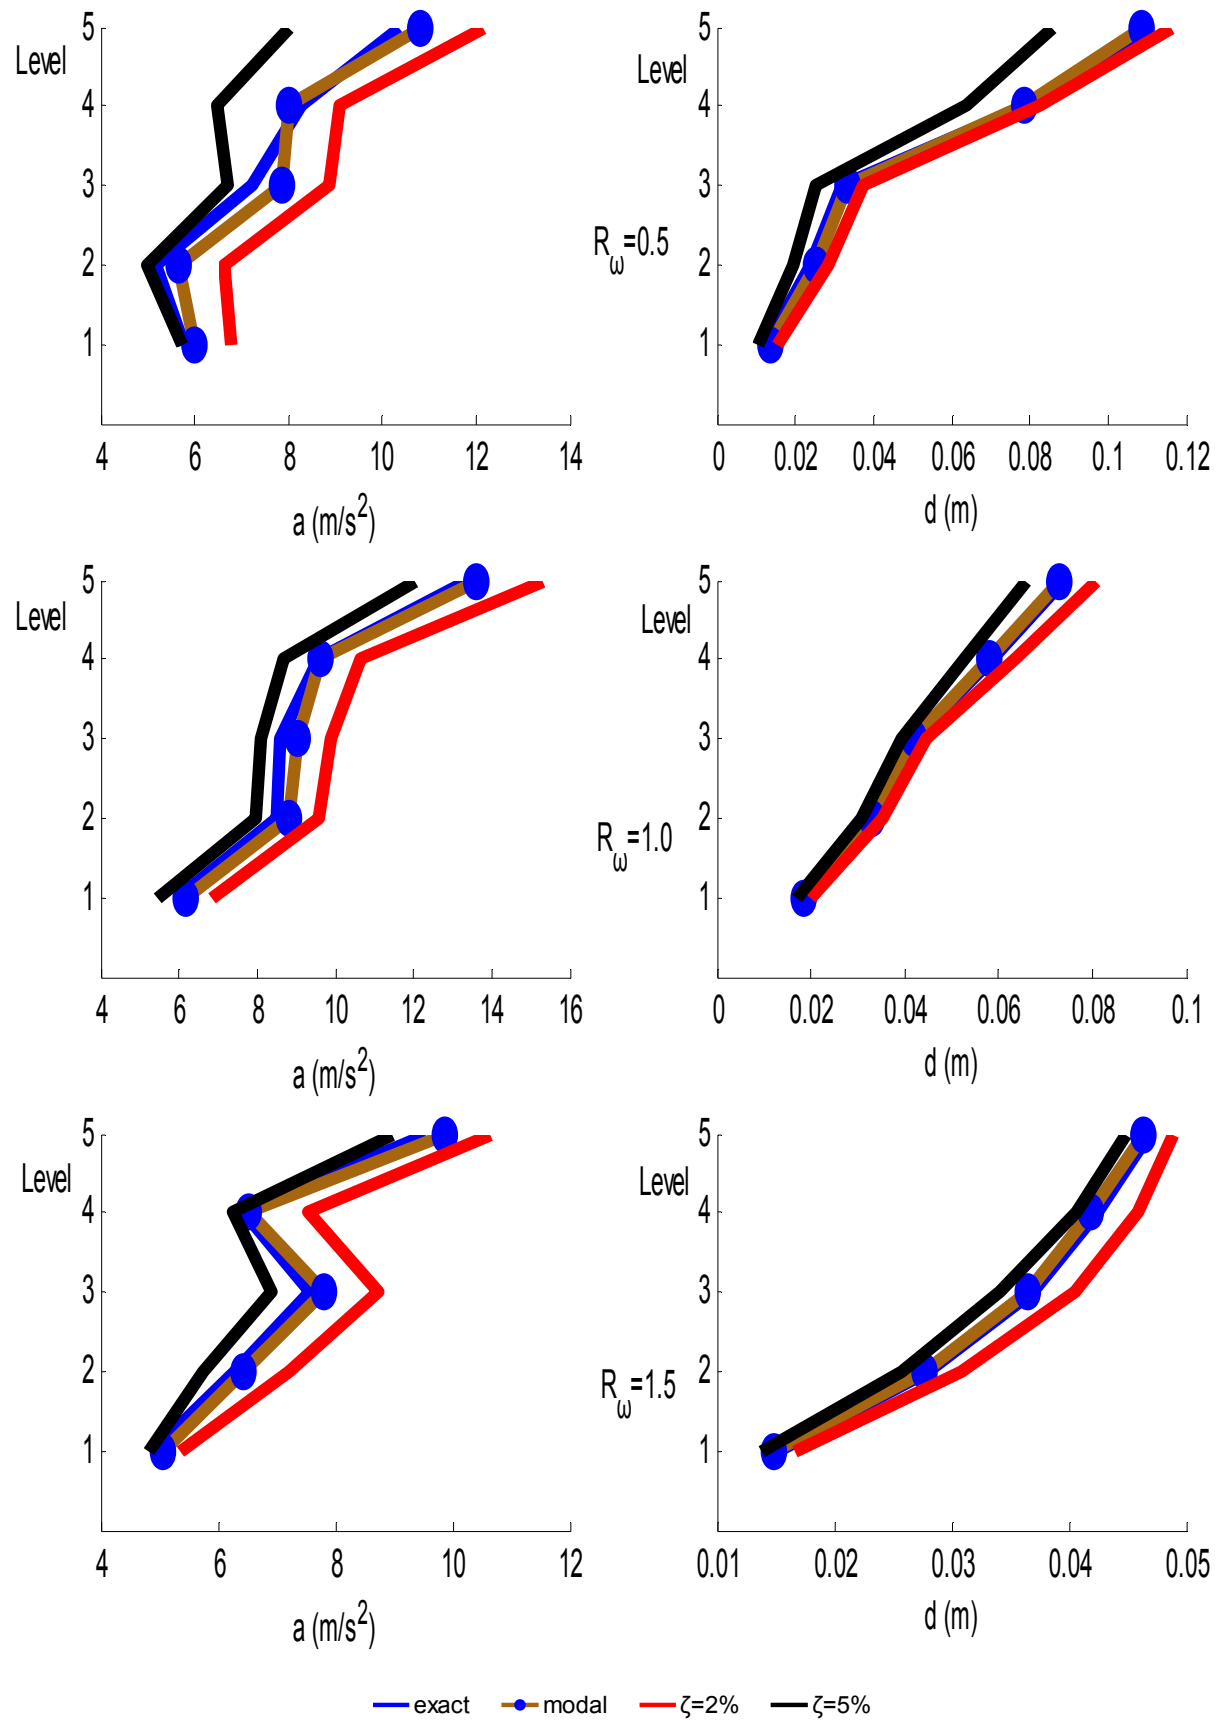 5
Level
4
3
2
1
4 6 8 10 12 14
a (m/s²)
5
Level
4
3
2
1
0 0.02 0.04 0.06 0.08 0.1 0.12
d (m)
R_ω=0.5
5
Level
4
3
2
1
4 6 8 10 12 14 16
a (m/s²)
5
Level
4
3
2
1
0 0.02 0.04 0.06 0.08 0.1
d (m)
R_ω=1.0
5
Level
4
3
2
1
4 6 8 10 12
a (m/s²)
5
Level
4
3
2
1
0.01 0.02 0.03 0.04 0.05
d (m)
R_ω=1.5
exact modal ζ=2% ζ=5%